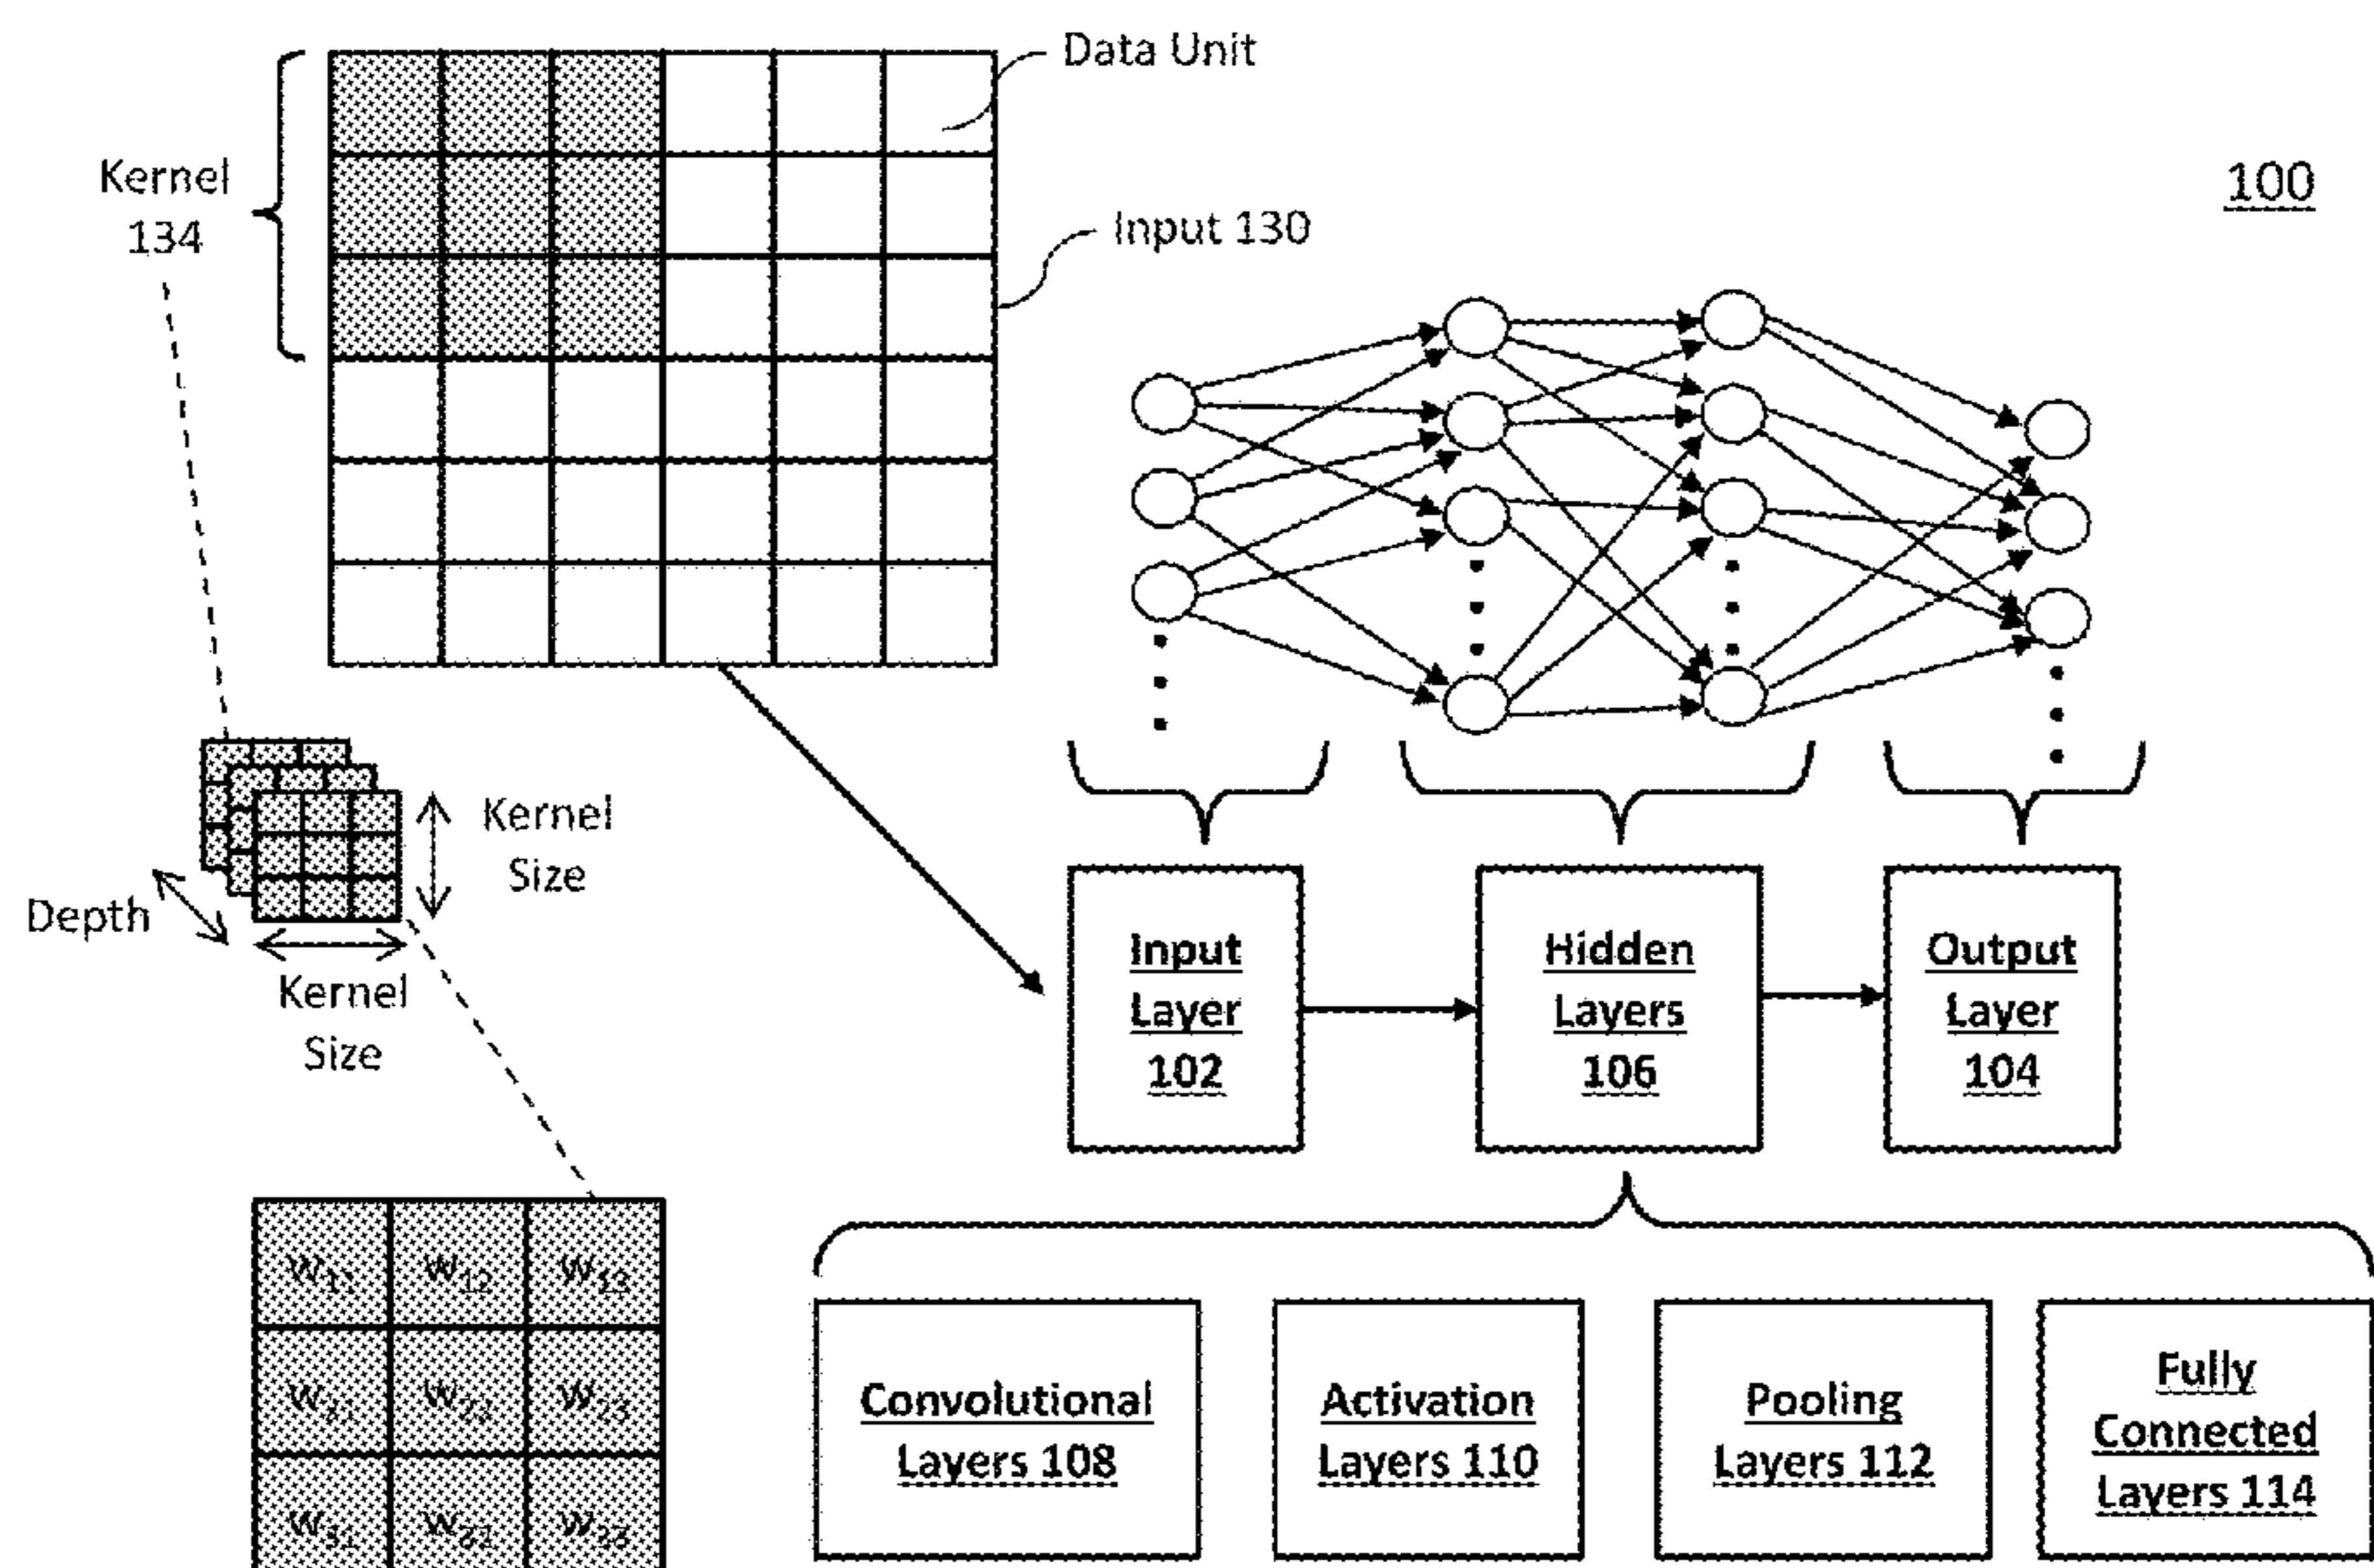 Data Unit
Kernel
134
Input 130
100
Kernel
Size
Depth
Kernel
Size
Input
Layer
102
Hidden
Layers
106
Output
Layer
104
w11 w12 w13
w21 w22 w23
w31 w32 w33
Convolutional
Layers 108
Activation
Layers 110
Pooling
Layers 112
Fully
Connected
Layers 114